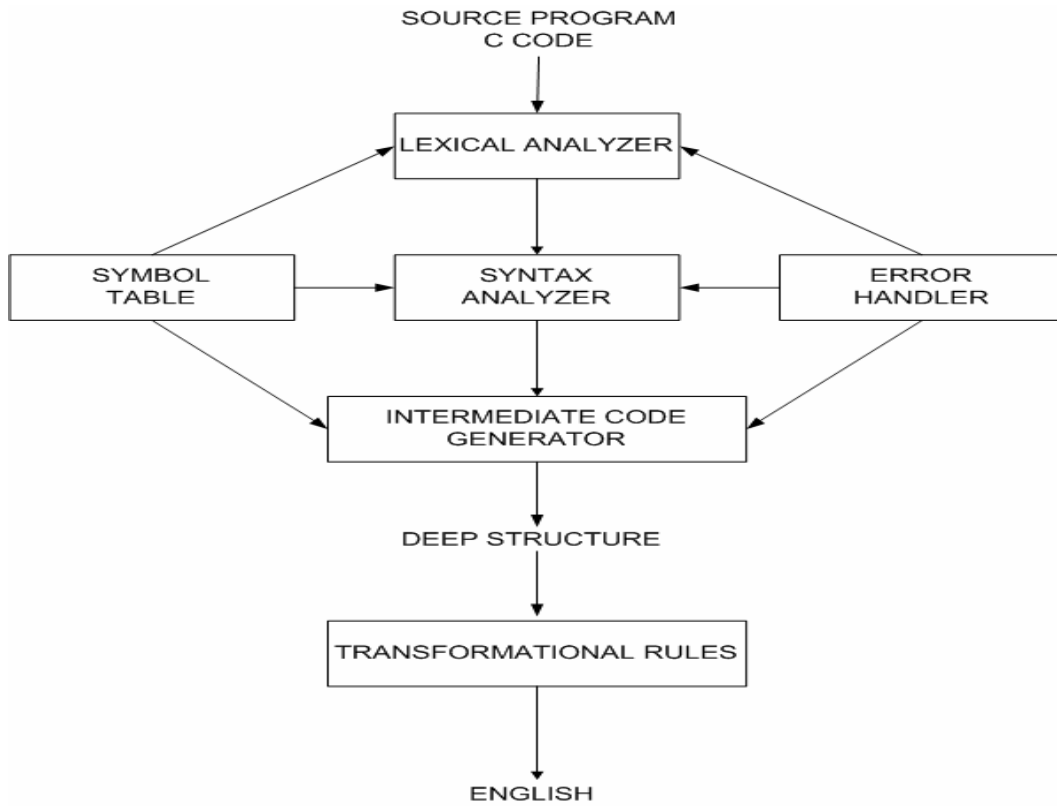 SOURCE PROGRAM
C CODE
LEXICAL ANALYZER
SYMBOL
TABLE
SYNTAX
ANALYZER
ERROR
HANDLER
INTERMEDIATE CODE
GENERATOR
DEEP STRUCTURE
TRANSFORMATIONAL RULES
ENGLISH